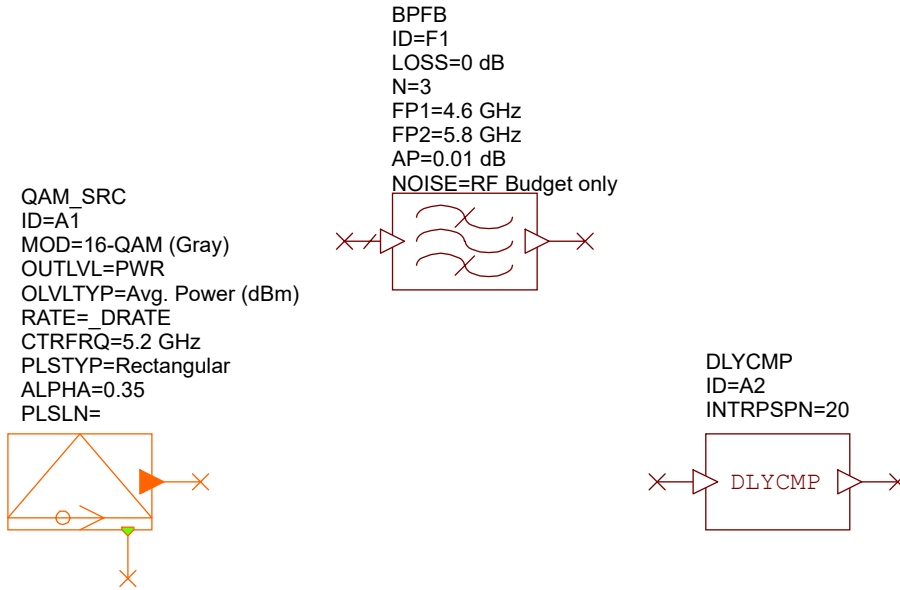 BPFB
ID=F1
LOSS=0 dB
N=3
FP1=4.6 GHz
FP2=5.8 GHz
AP=0.01 dB
NOISE=RF Budget only
QAM_SRC
ID=A1
MOD=16-QAM (Gray)
OUTLVL=PWR
OLVLTYP=Avg. Power (dBm)
RATE=_DRATE
CTRFRQ=5.2 GHz
PLSTYP=Rectangular
ALPHA=0.35
PLSLN=
DLYCMP
ID=A2
INTRPSPN=20
DLYCMP